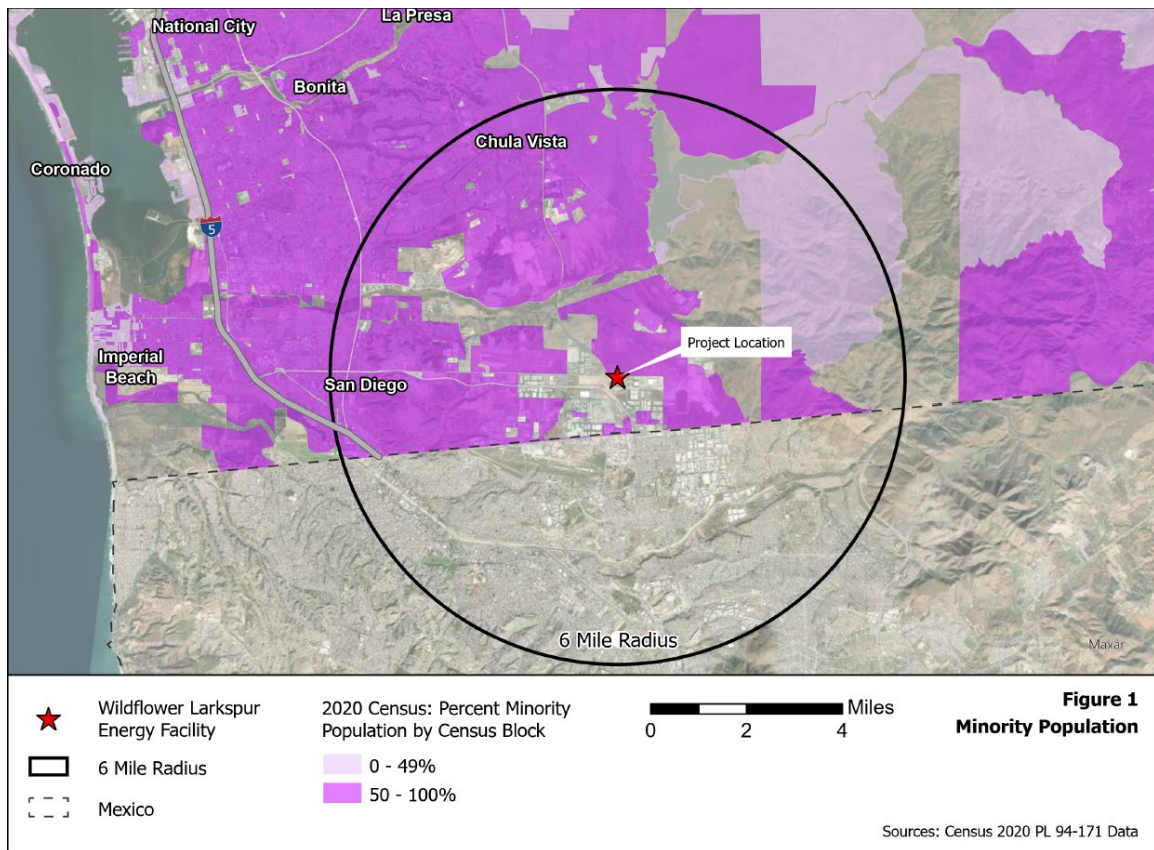 La Presa
National City
Bonita
Chula Vista
Coronado
5
Project Location
Imperial
Beach
San Diego
6 Mile Radius
Maxar
Wildflower Larkspur
Energy Facility
6 Mile Radius
Mexico
2020 Census: Percent Minority
Population by Census Block
0 - 49%
50 - 100%
Miles
0 2 4
Figure 1
Minority Population
Sources: Census 2020 PL 94-171 Data